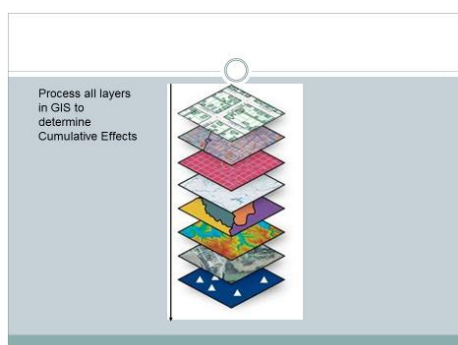 Process all layers
in GIS to
determine
Cumulative Effects